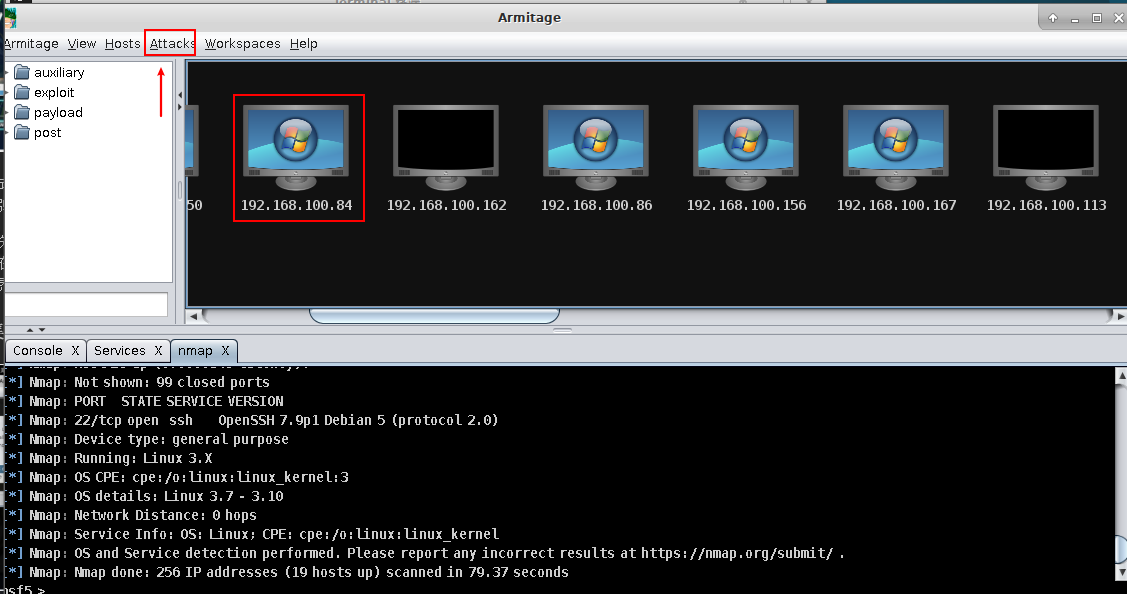 Armitage
Armitage View Hosts Attacks Workspaces Help
auxiliary
exploit
payload
post
50
192.168.100.84
192.168.100.162
192.168.100.86
192.168.100.156
192.168.100.167
192.168.100.113
Console X Services X nmap X
[*] Nmap: Not shown: 99 closed ports
[*] Nmap: PORT STATE SERVICE VERSION
[*] Nmap: 22/tcp open ssh OpenSSH 7.9p1 Debian 5 (protocol 2.0)
[*] Nmap: Device type: general purpose
[*] Nmap: Running: Linux 3.X
[*] Nmap: OS CPE: cpe:/o:linux:linux_kernel:3
[*] Nmap: OS details: Linux 3.7 - 3.10
[*] Nmap: Network Distance: 0 hops
[*] Nmap: Service Info: OS: Linux; CPE: cpe:/o:linux:linux_kernel
[*] Nmap: OS and Service detection performed. Please report any incorrect results at https://nmap.org/submit/ .
[*] Nmap: Nmap done: 256 IP addresses (19 hosts up) scanned in 79.37 seconds
msf5 >